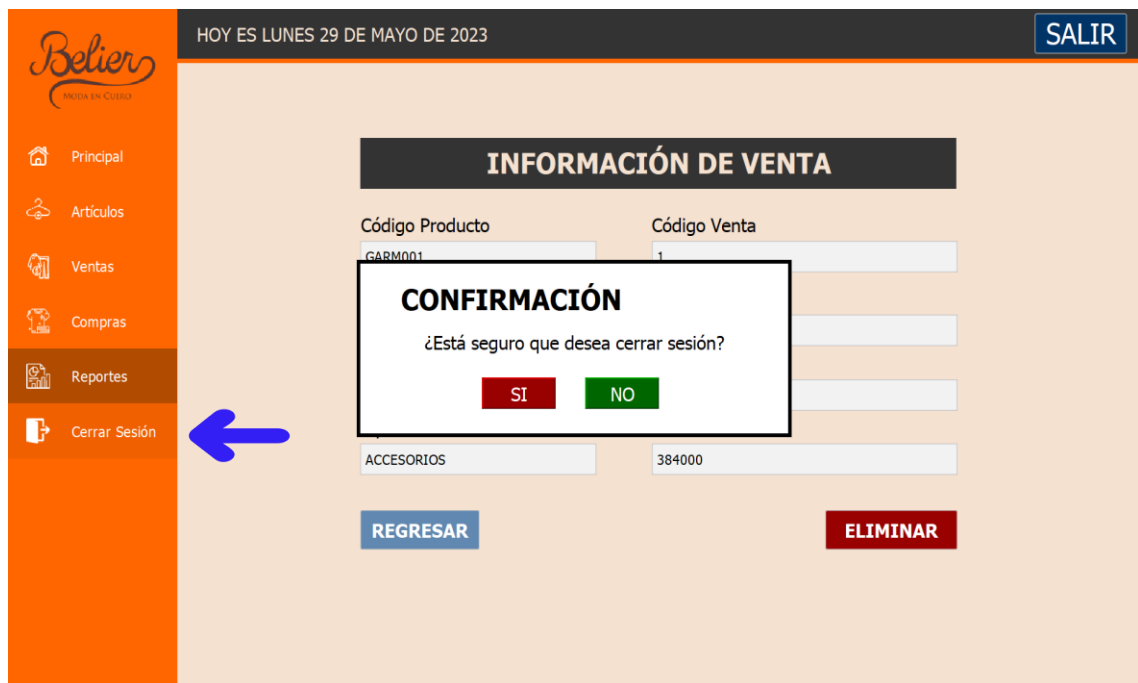 Belier
MODA EN CUERO
HOY ES LUNES 29 DE MAYO DE 2023
SALIR
Principal
Artículos
Ventas
Compras
Reportes
Cerrar Sesión
INFORMACIÓN DE VENTA
Código Producto
Código Venta
GARM001
1
CONFIRMACIÓN
¿Está seguro que desea cerrar sesión?
SI
NO
ACCESORIOS
384000
REGRESAR
ELIMINAR